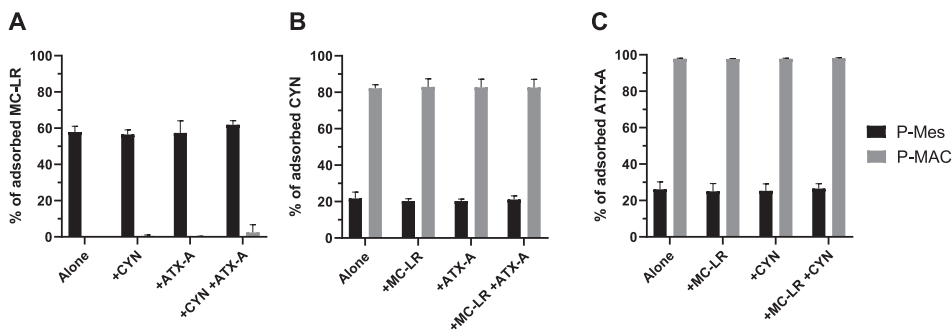 A
% of adsorbed MC-LR
100
80
60
40
20
0
Alone
+CYN
+ATX-A
+CYN +ATX-A
B
% of adsorbed CYN
100
80
60
40
20
0
Alone
+MC-LR
+ATX-A
+MC-LR +ATX-A
C
% of adsorbed ATX-A
100
80
60
40
20
0
Alone
+MC-LR
+CYN
+MC-LR +CYN
P-Mes
P-MAC